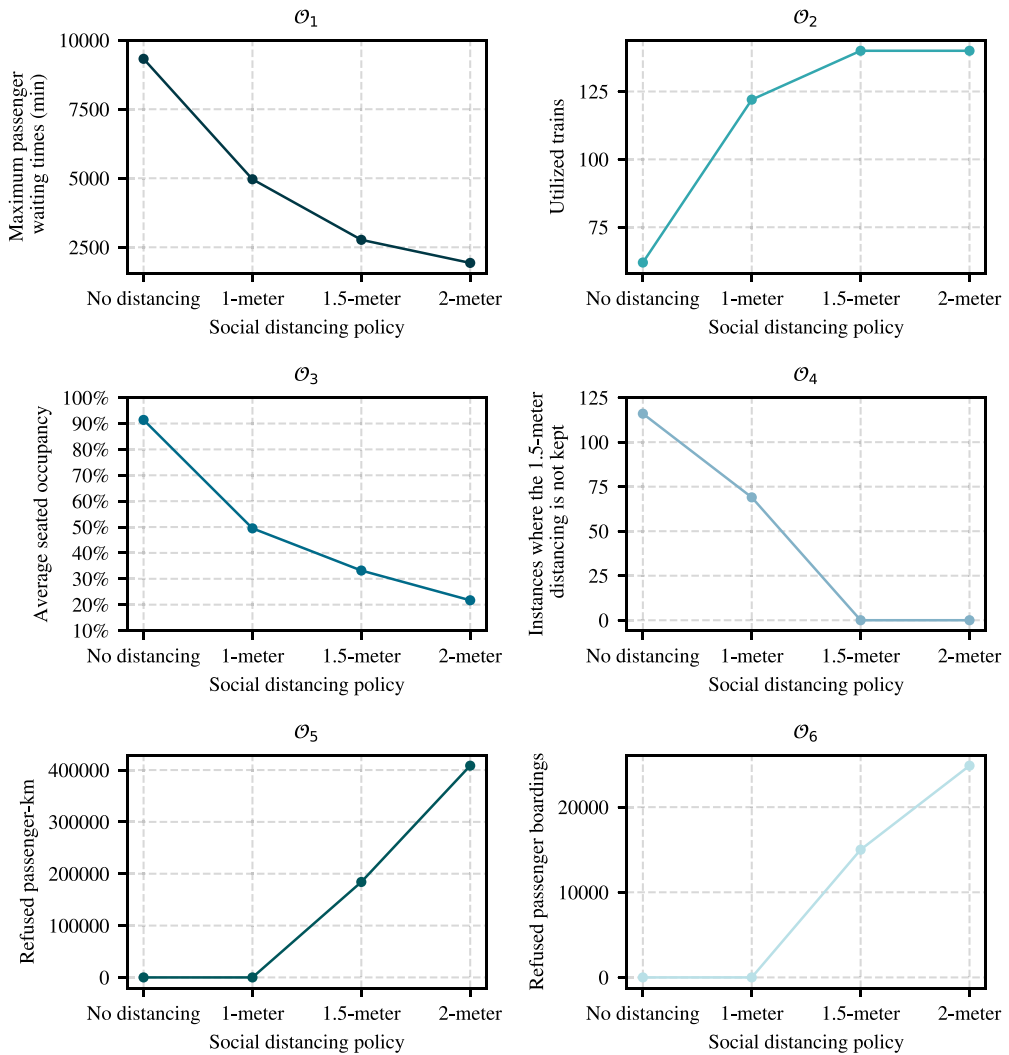 𝒪1
10000
7500
5000
2500
Maximum passenger
waiting times (min)
No distancing 1-meter 1.5-meter 2-meter
Social distancing policy
𝒪2
125
100
75
Utilized trains
No distancing 1-meter 1.5-meter 2-meter
Social distancing policy
𝒪3
100%
90%
80%
70%
60%
50%
40%
30%
20%
10%
Average seated occupancy
No distancing 1-meter 1.5-meter 2-meter
Social distancing policy
𝒪4
125
100
75
50
25
0
Instances where the 1.5-meter
distancing is not kept
No distancing 1-meter 1.5-meter 2-meter
Social distancing policy
𝒪5
400000
300000
200000
100000
0
Refused passenger-km
No distancing 1-meter 1.5-meter 2-meter
Social distancing policy
𝒪6
20000
10000
0
Refused passenger boardings
No distancing 1-meter 1.5-meter 2-meter
Social distancing policy